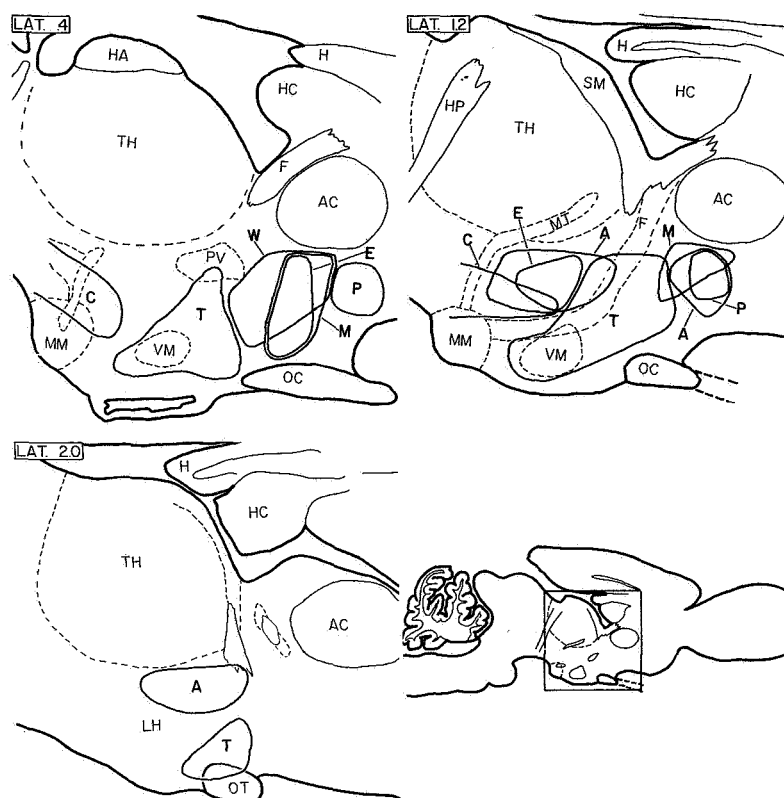 LAT. .4
HA
H
HC
TH
F
AC
W
E
PV
P
C
T
M
MM
VM
OC
LAT. 1.2
H
SM
HP
HC
TH
AC
MT
F
E
A
M
C
T
P
MM
VM
A
OC
LAT. 2.0
H
HC
TH
AC
A
LH
T
OT